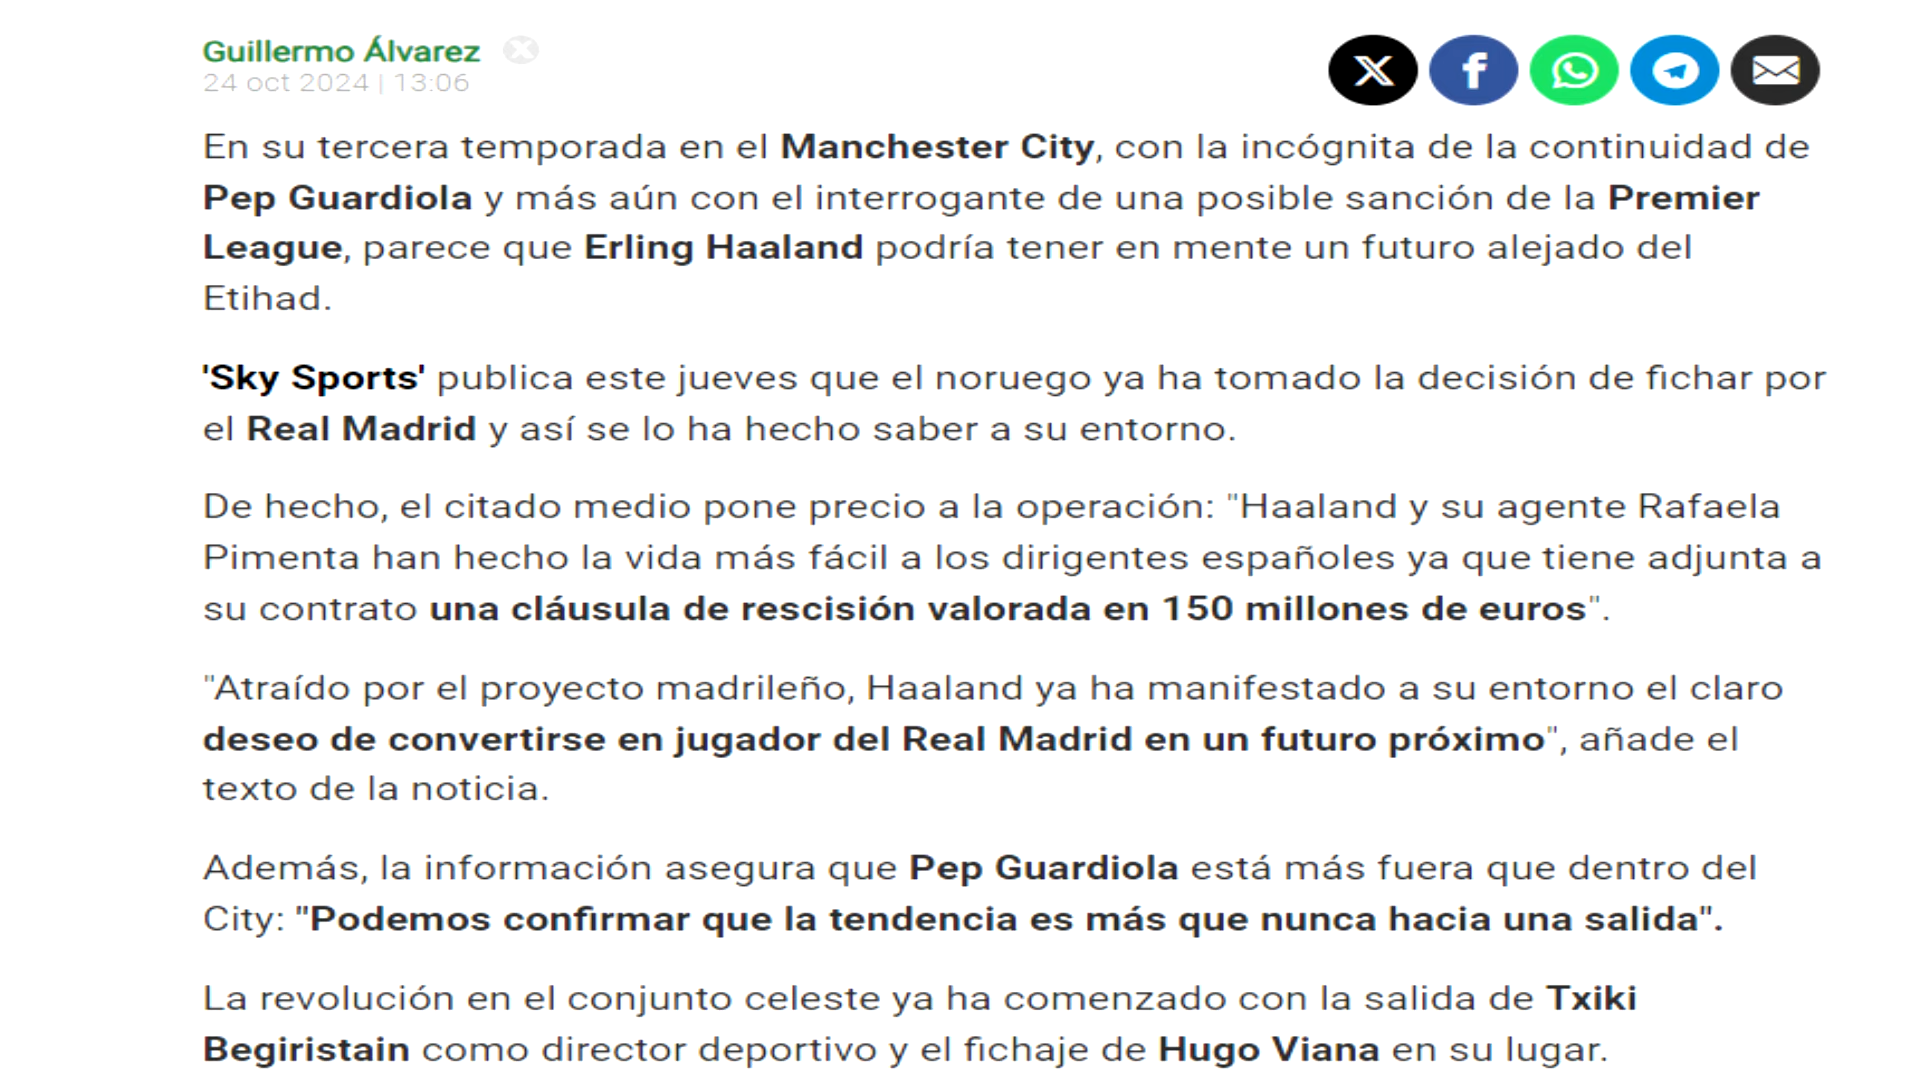 Guillermo Álvarez
24 oct 2024 | 13:06
En su tercera temporada en el Manchester City, con la incógnita de la continuidad de
Pep Guardiola y más aún con el interrogante de una posible sanción de la Premier
League, parece que Erling Haaland podría tener en mente un futuro alejado del
Etihad.
'Sky Sports' publica este jueves que el noruego ya ha tomado la decisión de fichar por
el Real Madrid y así se lo ha hecho saber a su entorno.
De hecho, el citado medio pone precio a la operación: "Haaland y su agente Rafaela
Pimenta han hecho la vida más fácil a los dirigentes españoles ya que tiene adjunta a
su contrato una cláusula de rescisión valorada en 150 millones de euros".
"Atraído por el proyecto madrileño, Haaland ya ha manifestado a su entorno el claro
deseo de convertirse en jugador del Real Madrid en un futuro próximo", añade el
texto de la noticia.
Además, la información asegura que Pep Guardiola está más fuera que dentro del
City: "Podemos confirmar que la tendencia es más que nunca hacia una salida".
La revolución en el conjunto celeste ya ha comenzado con la salida de Txiki
Begiristain como director deportivo y el fichaje de Hugo Viana en su lugar.